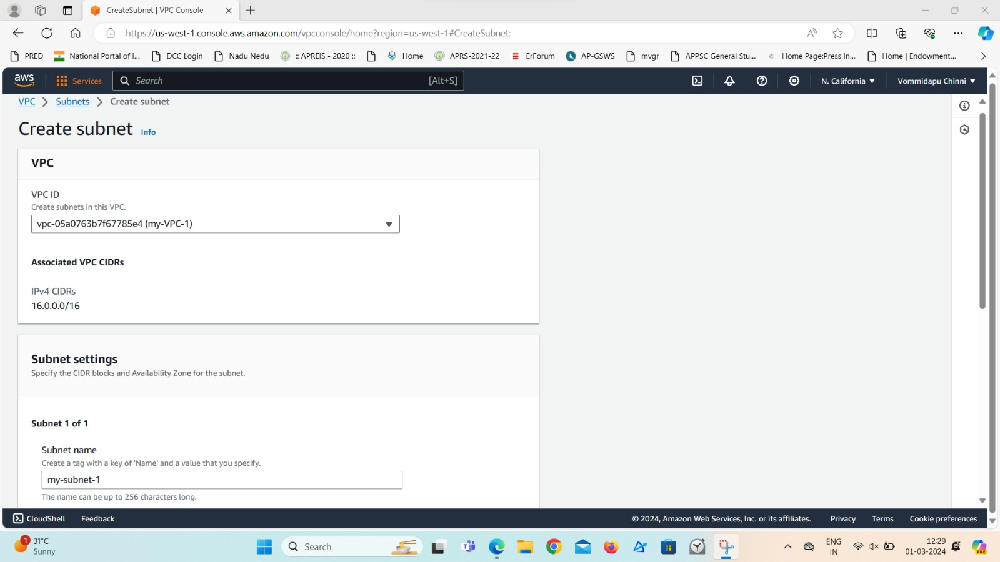 CreateSubnet | VPC Console
https://us-west-1.console.aws.amazon.com/vpcconsole/home?region=us-west-1#CreateSubnet:
PRED
National Portal of I...
DCC Login
Nadu Nedu
:: APREIS - 2020 ::
Home
APRS-2021-22
ErForum
AP-GSWS
mvgr
APPSC General Stu...
Home Page:Press In...
Home | Endowment...
aws
Services
Search
[Alt+S]
N. California
Vommidapu Chinni
VPC
Subnets
Create subnet
Create subnet Info
VPC
VPC ID
Create subnets in this VPC.
vpc-05a0763b7f67785e4 (my-VPC-1)
Associated VPC CIDRs
IPv4 CIDRs
16.0.0.0/16
Subnet settings
Specify the CIDR blocks and Availability Zone for the subnet.
Subnet 1 of 1
Subnet name
Create a tag with a key of 'Name' and a value that you specify.
my-subnet-1
The name can be up to 256 characters long.
CloudShell
Feedback
© 2024, Amazon Web Services, Inc. or its affiliates.
Privacy
Terms
Cookie preferences
1
31°C
Sunny
Search
ENG
IN
12:29
01-03-2024
PRE